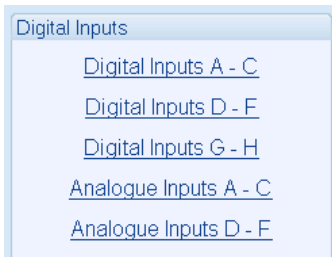 Digital Inputs
Digital Inputs A - C
Digital Inputs D - F
Digital Inputs G - H
Analogue Inputs A - C
Analogue Inputs D - F